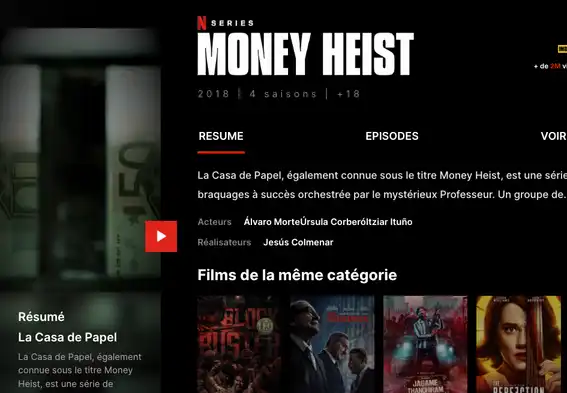 N SERIES
MONEY HEIST
2018 | 4 saisons | +18
+ de 2M v
RESUME EPISODES VOIR
La Casa de Papel, également connue sous le titre Money Heist, est une série
braquages à succès orchestrée par le mystérieux Professeur. Un groupe de.
Acteurs Álvaro MorteÚrsula CorberóItziar Ituño
Réalisateurs Jesús Colmenar
Films de la même catégorie
150
Résumé
La Casa de Papel
La Casa de Papel, également
connue sous le titre Money
Heist, est une série de
BLOOD
JAGAME
THANDHIRAM
THE PERFECTION